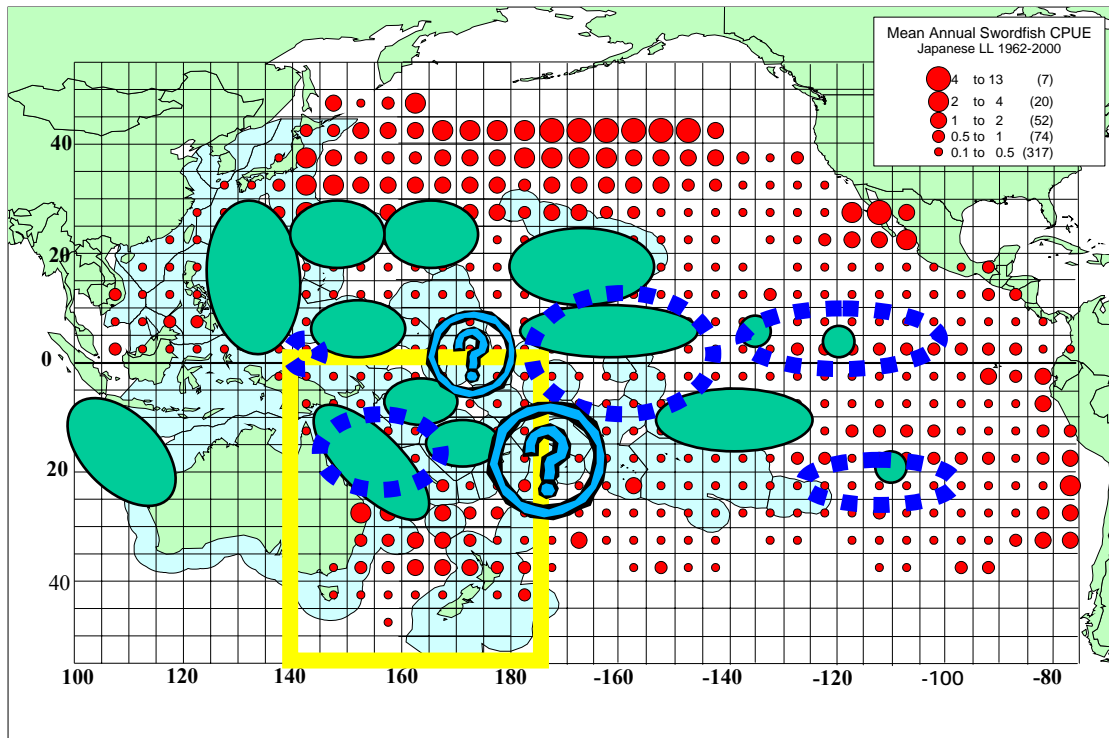 Mean Annual Swordfish CPUE
Japanese LL 1962-2000
4 to 13 (7)
2 to 4 (20)
1 to 2 (52)
0.5 to 1 (74)
0.1 to 0.5 (317)
40
20
0
?
?
20
40
100 120 140 160 180 -160 -140 -120 -100 -80